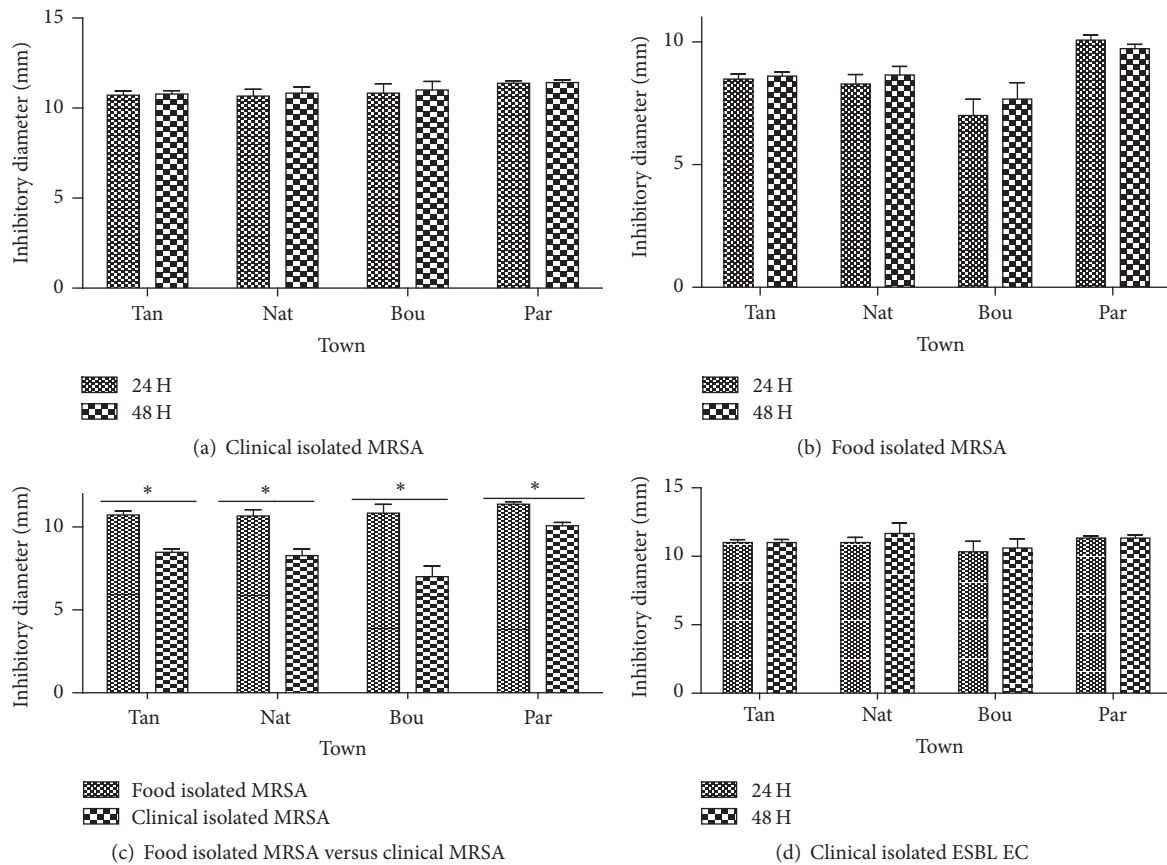 15
10
5
0
Inhibitory diameter (mm)
Tan Nat Bou Par
Town
24 H
48 H
(a) Clinical isolated MRSA
10
5
0
Inhibitory diameter (mm)
Tan Nat Bou Par
Town
24 H
48 H
(b) Food isolated MRSA
* * * *
10
5
0
Inhibitory diameter (mm)
Tan Nat Bou Par
Town
Food isolated MRSA
Clinical isolated MRSA
(c) Food isolated MRSA versus clinical MRSA
15
10
5
0
Inhibitory diameter (mm)
Tan Nat Bou Par
Town
24 H
48 H
(d) Clinical isolated ESBL EC